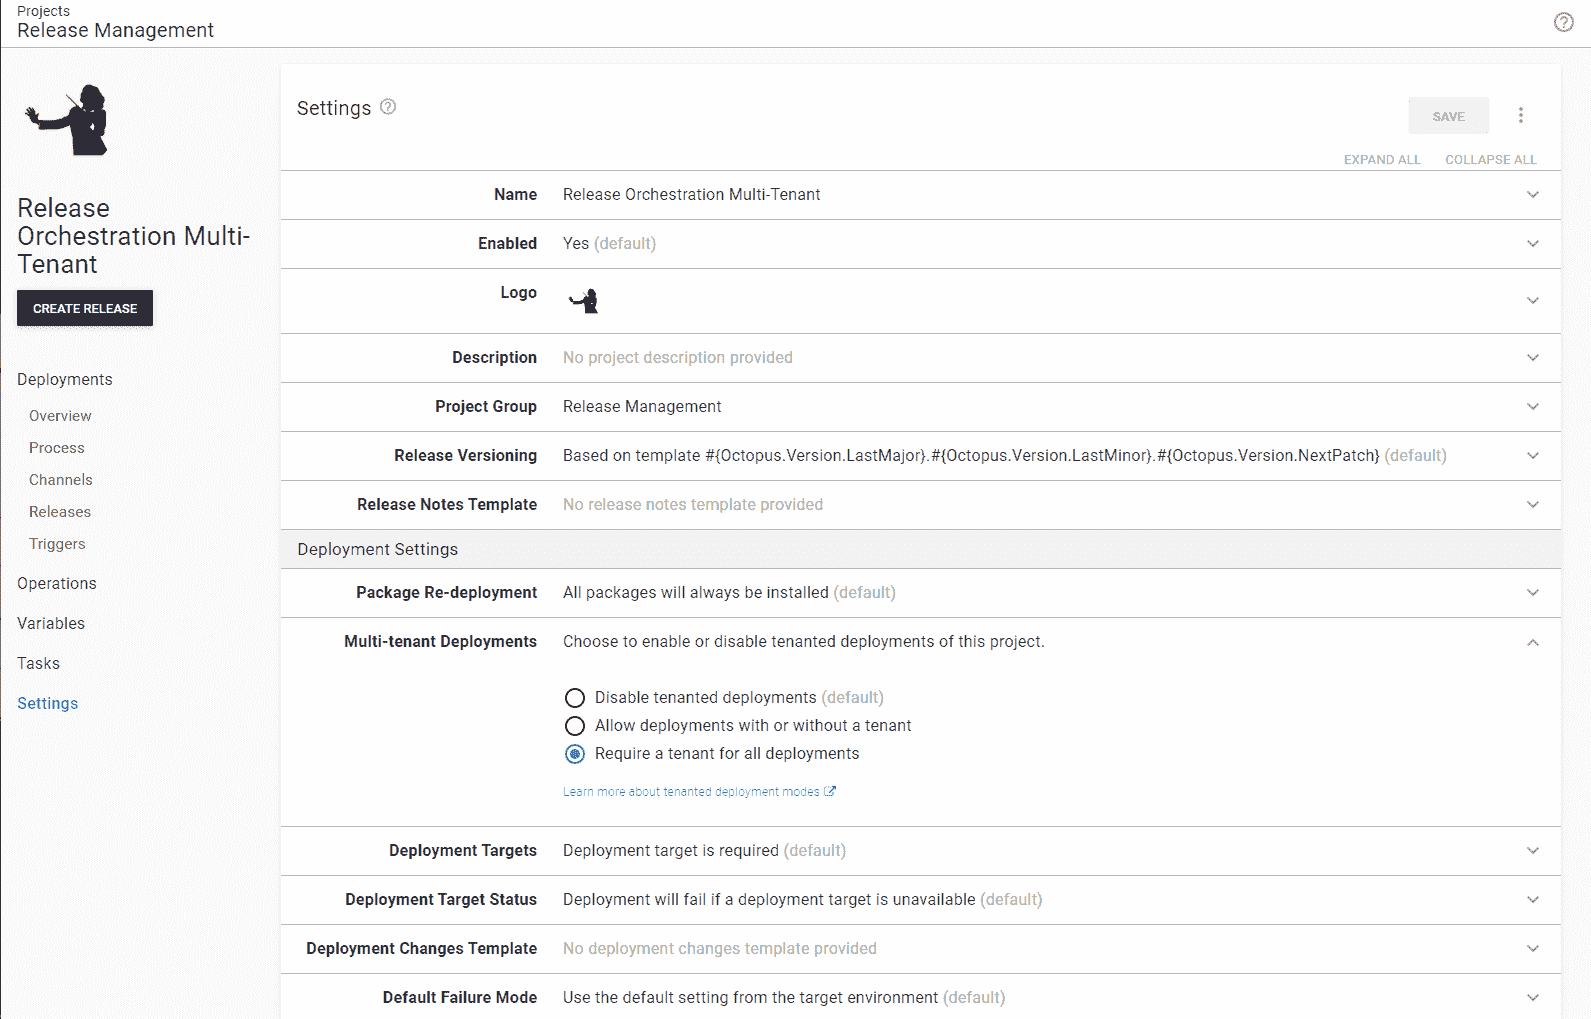 Projects
Release Management
Release
Orchestration Multi-
Tenant
CREATE RELEASE
Deployments
Overview
Process
Channels
Releases
Triggers
Operations
Variables
Tasks
Settings
Settings
SAVE
EXPAND ALL COLLAPSE ALL
Name Release Orchestration Multi-Tenant
Enabled Yes (default)
Logo
Description No project description provided
Project Group Release Management
Release Versioning Based on template #{Octopus.Version.LastMajor}.#{Octopus.Version.LastMinor}.#{Octopus.Version.NextPatch} (default)
Release Notes Template No release notes template provided
Deployment Settings
Package Re-deployment All packages will always be installed (default)
Multi-tenant Deployments Choose to enable or disable tenanted deployments of this project.
Disable tenanted deployments (default)
Allow deployments with or without a tenant
Require a tenant for all deployments
Learn more about tenanted deployment modes
Deployment Targets Deployment target is required (default)
Deployment Target Status Deployment will fail if a deployment target is unavailable (default)
Deployment Changes Template No deployment changes template provided
Default Failure Mode Use the default setting from the target environment (default)